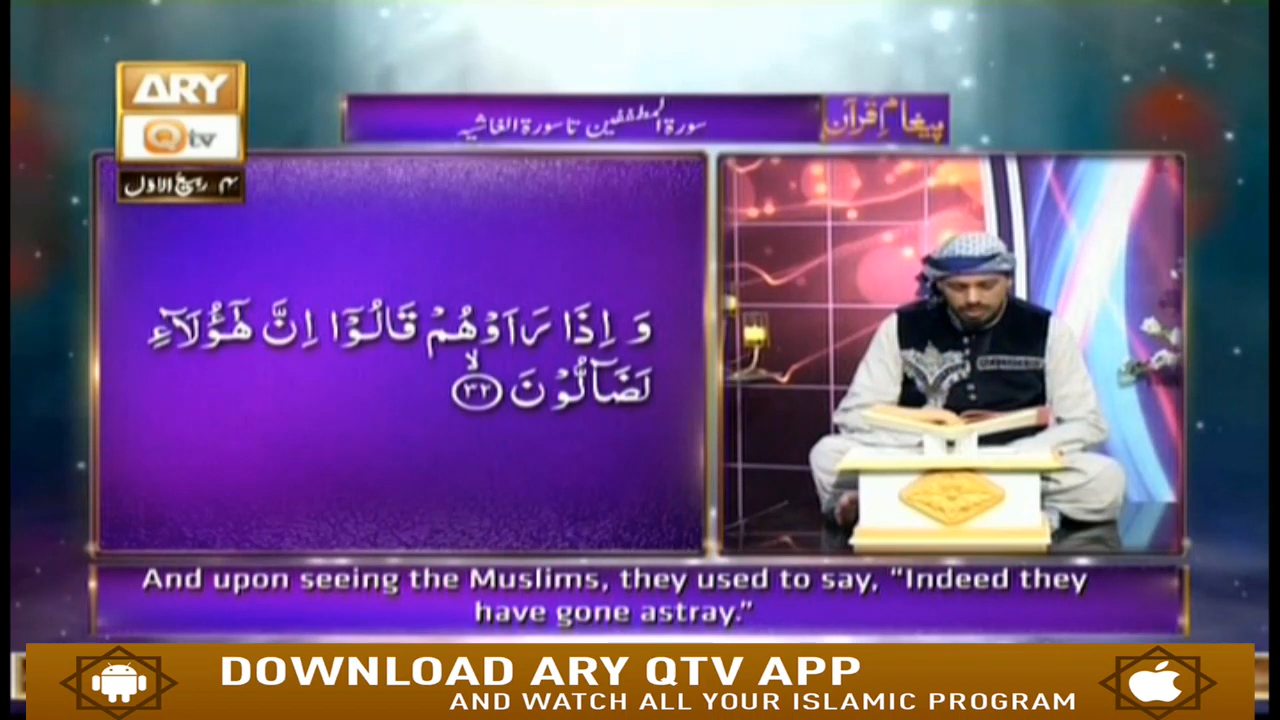 ARY
Qtv
۴ ربیع الاول
پیغام قرآن
سورۃ المطففین تا سورۃ الغاشیہ
وَ اِذَا رَاَوْهُمْ قَالُوْۤا اِنَّ هٰۤؤُلَآءِ
لَضَآلُّوْنَۙ ﴿۳۲﴾
And upon seeing the Muslims, they used to say, “Indeed they
have gone astray.”
DOWNLOAD ARY QTV APP
AND WATCH ALL YOUR ISLAMIC PROGRAM